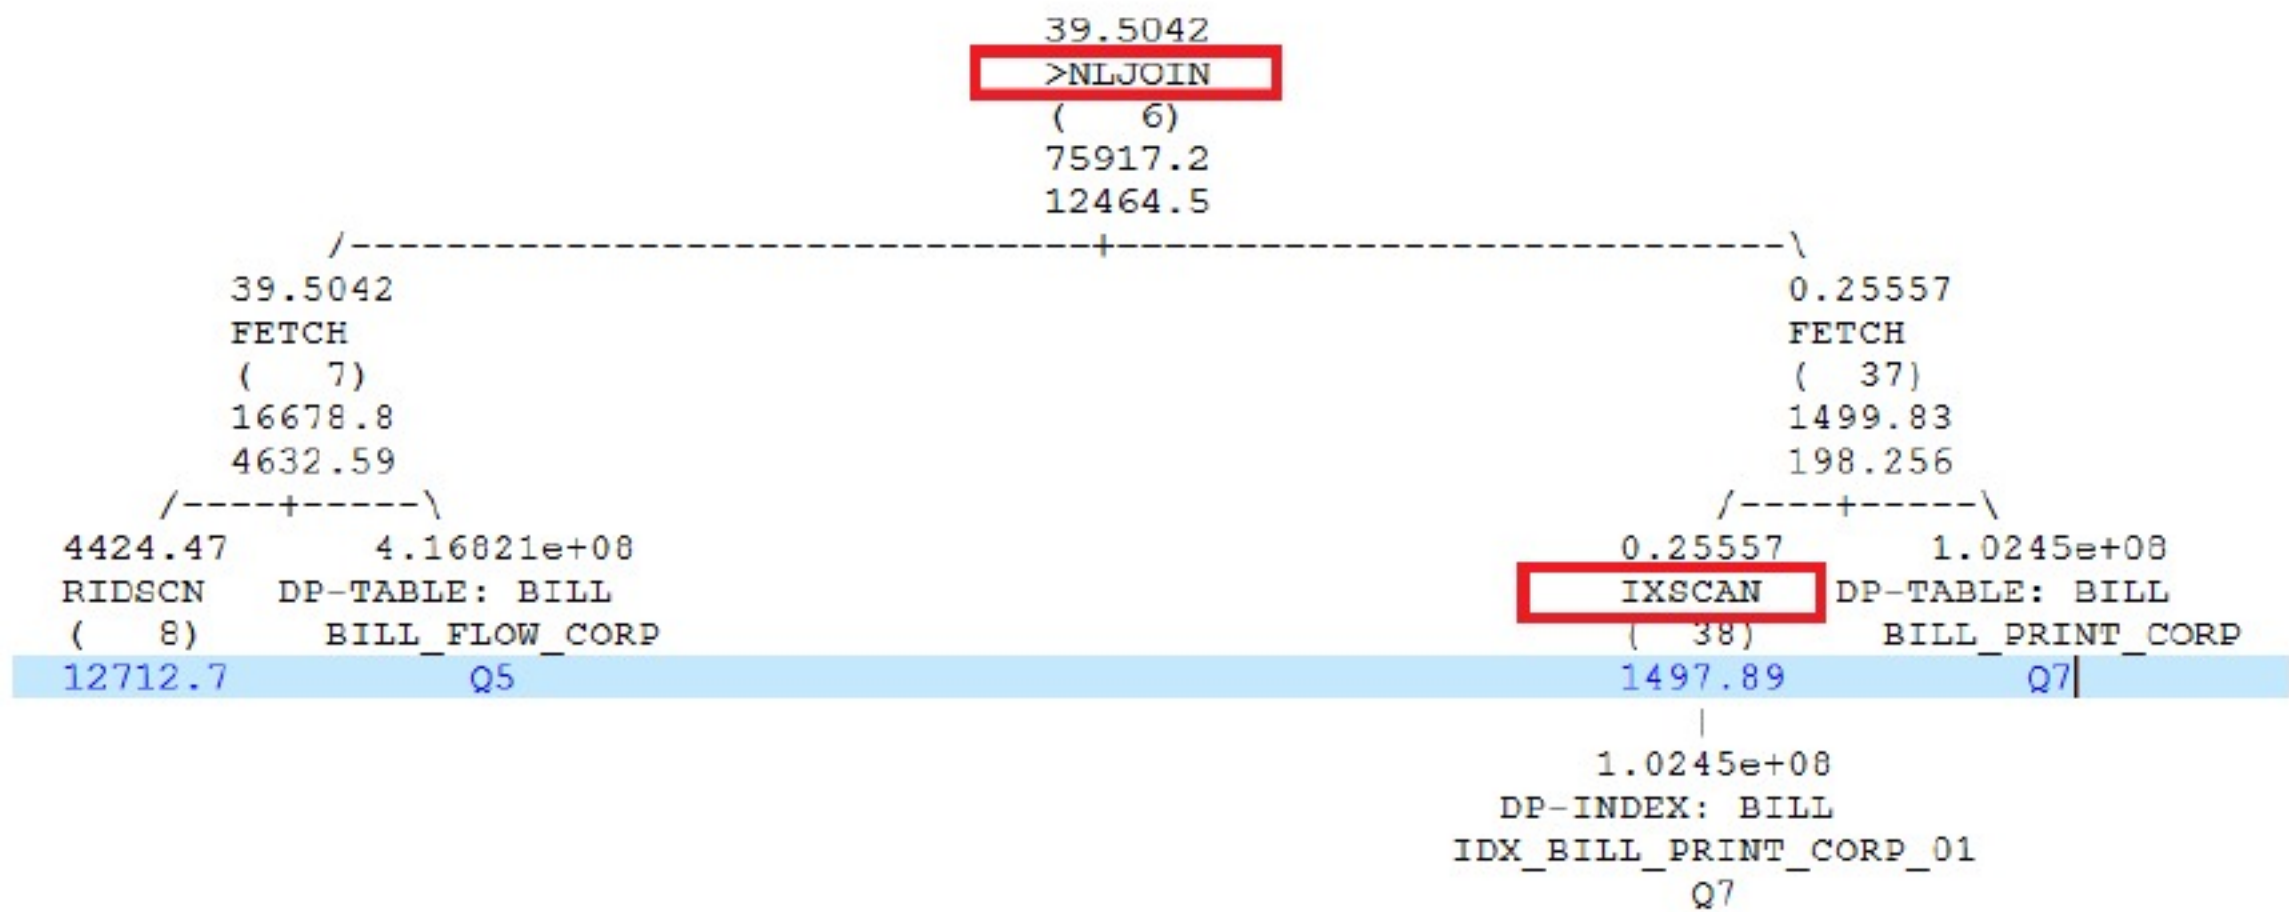 39.5042
>NLJOIN
( 6)
75917.2
12464.5
/------------------------------+--------------------------\
39.5042 0.25557
FETCH FETCH
( 7) ( 37)
16678.8 1499.83
4632.59 198.256
/----+-----\ /----+-----\
4424.47 4.16821e+08 0.25557 1.0245e+08
RIDSCN DP-TABLE: BILL IXSCAN DP-TABLE: BILL
( 8) BILL_FLOW_CORP ( 38) BILL_PRINT_CORP
12712.7 Q5 1497.89 Q7
|
1.0245e+08
DP-INDEX: BILL
IDX_BILL_PRINT_CORP_01
Q7